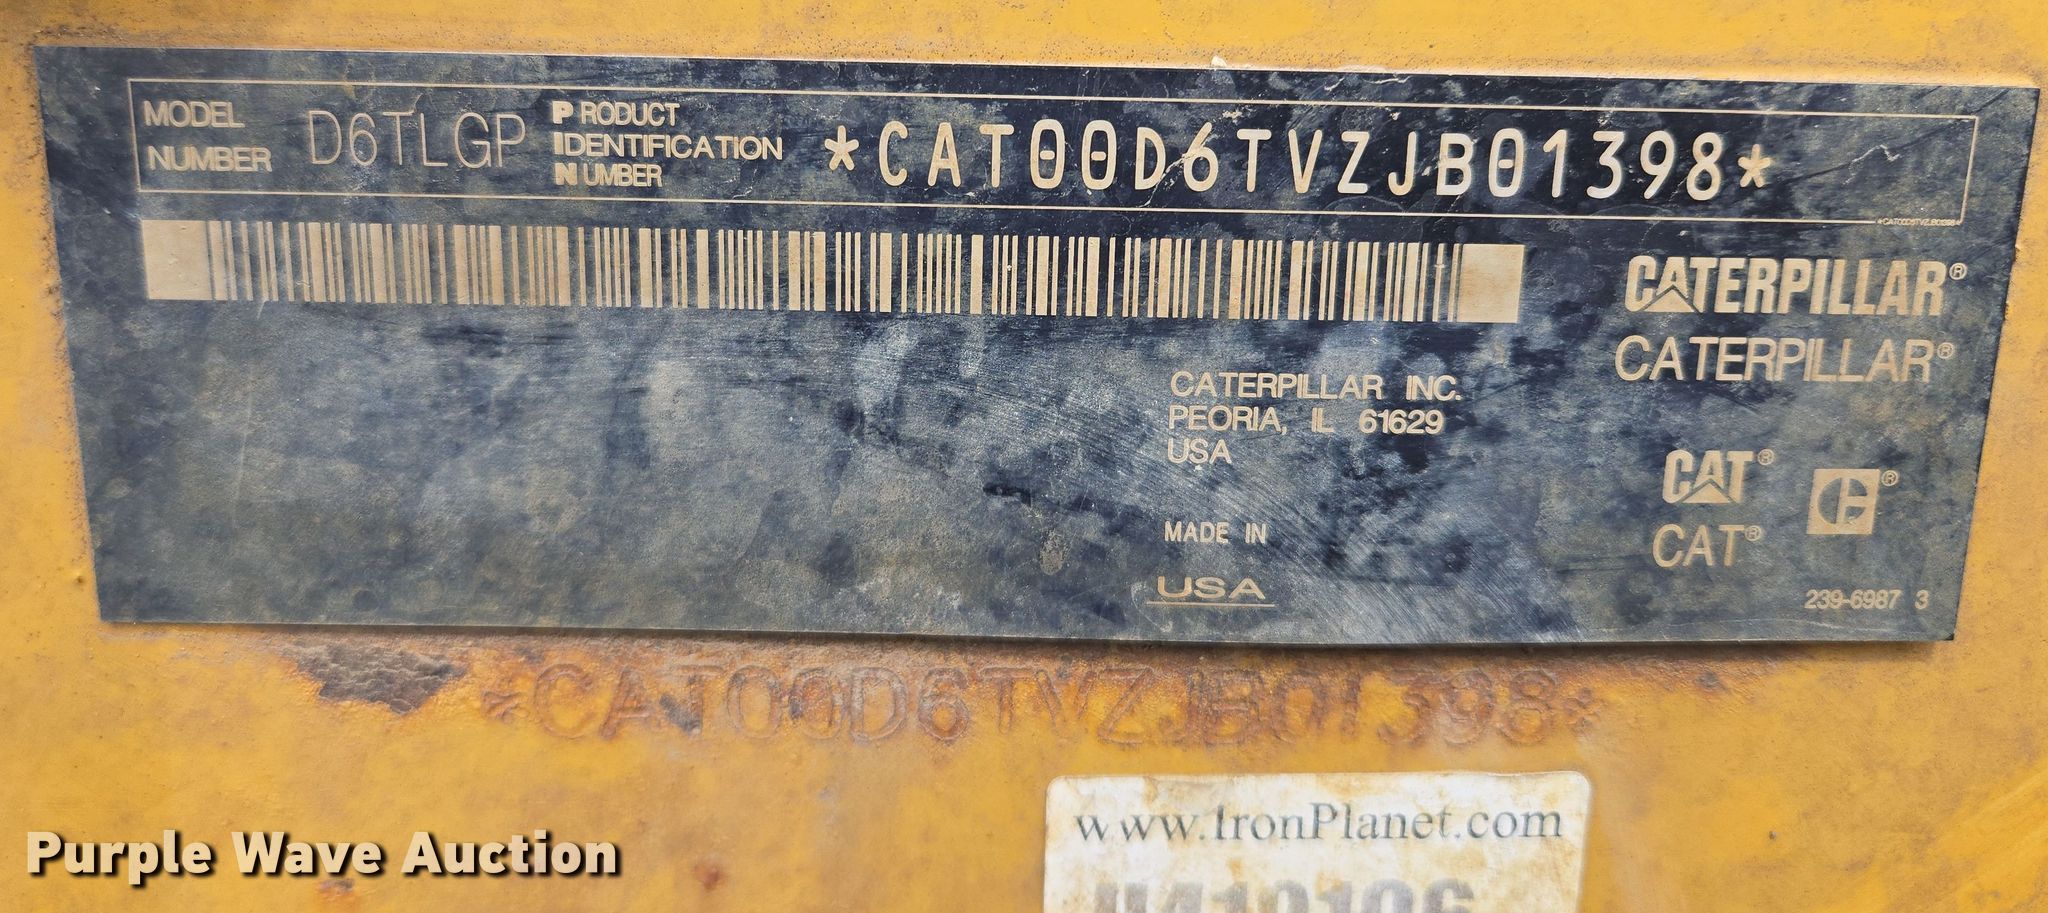 MODEL NUMBER D6TLGP PRODUCT IDENTIFICATION NUMBER *CAT00D6TVZJB01398*
*CAT00D6TVZJB01398*
CATERPILLAR®
CATERPILLAR®
CATERPILLAR INC.
PEORIA, IL 61629
USA
CAT®
®
CAT®
MADE IN
USA
239-6987 3
*CAT00D6TVZJB01398*
www.IronPlanet.com
Purple Wave Auction